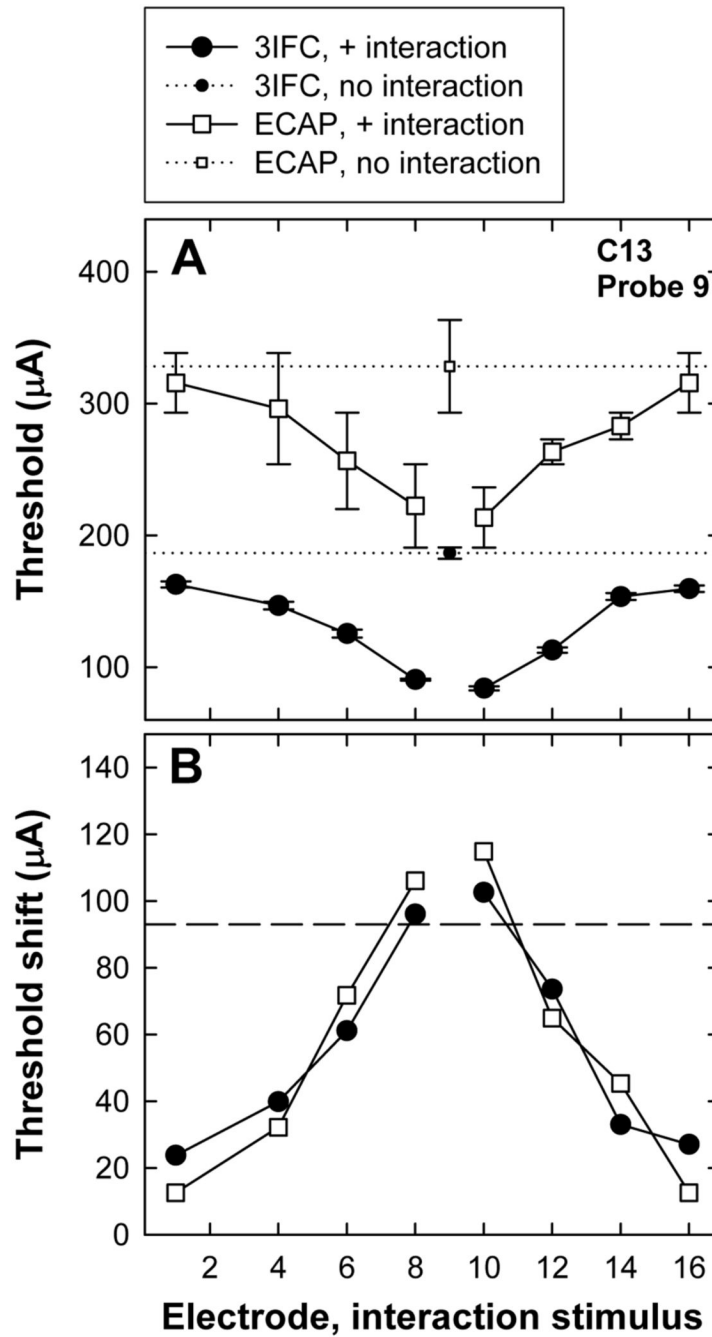 3IFC, + interaction
3IFC, no interaction
ECAP, + interaction
ECAP, no interaction
A
C13
Probe 9
400
300
200
100
Threshold (μA)
B
140
120
100
80
60
40
20
0
Threshold shift (μA)
2 4 6 8 10 12 14 16
Electrode, interaction stimulus